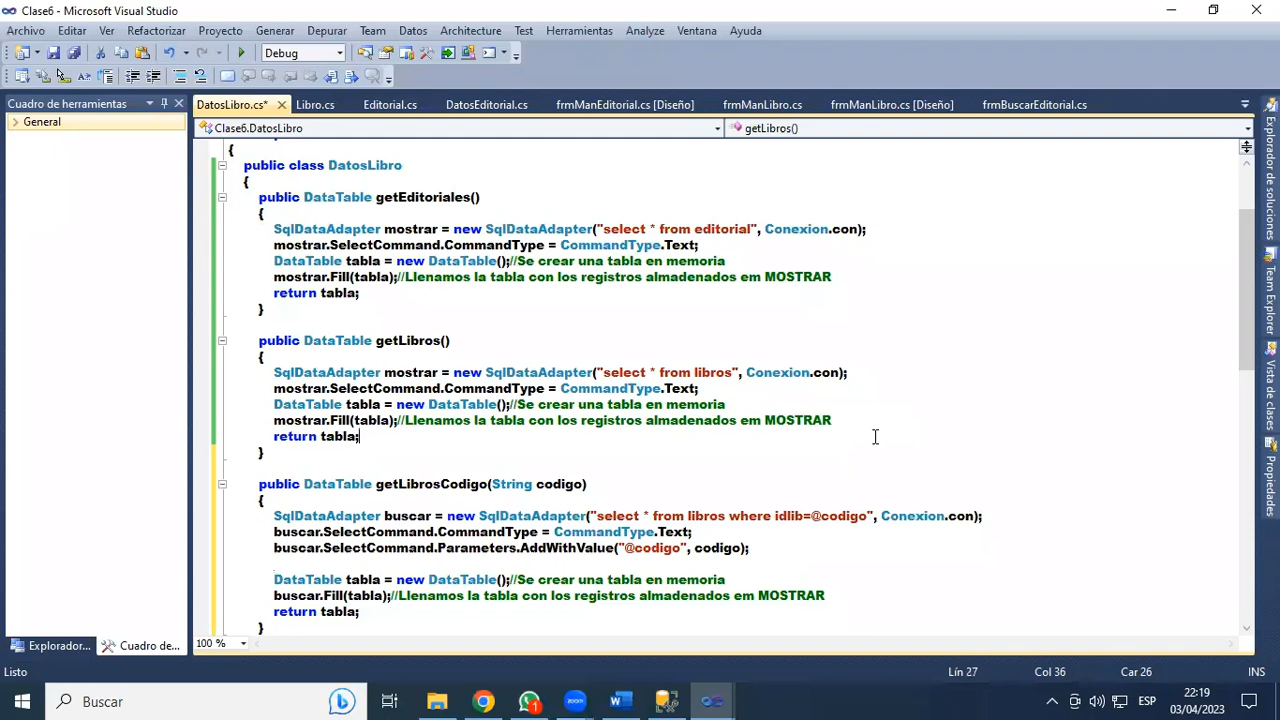 Clase6 - Microsoft Visual Studio
Archivo Editar Ver Refactorizar Proyecto Generar Depurar Team Datos Architecture Test Herramientas Analyze Ventana Ayuda
Debug
Cuadro de herramientas
General
DatosLibro.cs* Libro.cs Editorial.cs DatosEditorial.cs frmManEditorial.cs [Diseño] frmManLibro.cs frmManLibro.cs [Diseño] frmBuscarEditorial.cs
Clase6.DatosLibro getLibros()
{
public class DatosLibro
{
public DataTable getEditoriales()
{
SqlDataAdapter mostrar = new SqlDataAdapter("select * from editorial", Conexion.con);
mostrar.SelectCommand.CommandType = CommandType.Text;
DataTable tabla = new DataTable();//Se crear una tabla en memoria
mostrar.Fill(tabla);//Llenamos la tabla con los registros almadenados em MOSTRAR
return tabla;
}
public DataTable getLibros()
{
SqlDataAdapter mostrar = new SqlDataAdapter("select * from libros", Conexion.con);
mostrar.SelectCommand.CommandType = CommandType.Text;
DataTable tabla = new DataTable();//Se crear una tabla en memoria
mostrar.Fill(tabla);//Llenamos la tabla con los registros almadenados em MOSTRAR
return tabla;
}
public DataTable getLibrosCodigo(String codigo)
{
SqlDataAdapter buscar = new SqlDataAdapter("select * from libros where idlib=@codigo", Conexion.con);
buscar.SelectCommand.CommandType = CommandType.Text;
buscar.SelectCommand.Parameters.AddWithValue("@codigo", codigo);
DataTable tabla = new DataTable();//Se crear una tabla en memoria
buscar.Fill(tabla);//Llenamos la tabla con los registros almadenados em MOSTRAR
return tabla;
}
Explorador de soluciones
Team Explorer
Vista de clases
Propiedades
Explorador... Cuadro de...
100 %
Listo Lín 27 Col 36 Car 26 INS
Buscar
1
zoom
ESP
22:19
03/04/2023